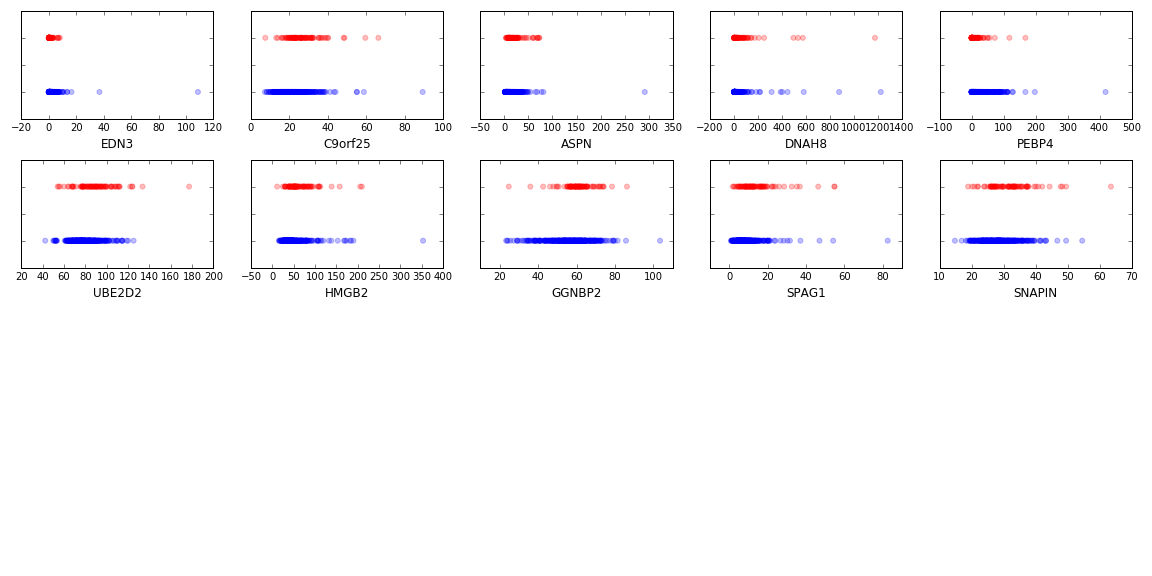 −20 0 20 40 60 80 100 120
EDN3
0 20 40 60 80 100
C9orf25
−50 0 50 100 150 200 250 300 350
ASPN
−200 0 200 400 600 800 1000 1200 1400
DNAH8
−100 0 100 200 300 400 500
PEBP4
20 40 60 80 100 120 140 160 180 200
UBE2D2
−50 0 50 100 150 200 250 300 350 400
HMGB2
20 40 60 80 100
GGNBP2
0 20 40 60 80
SPAG1
10 20 30 40 50 60 70
SNAPIN